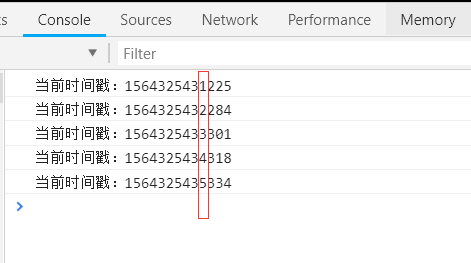 Console Sources Network Performance Memory
Filter
当前时间戳：1564325431225
当前时间戳：1564325432284
当前时间戳：1564325433301
当前时间戳：1564325434318
当前时间戳：1564325435334